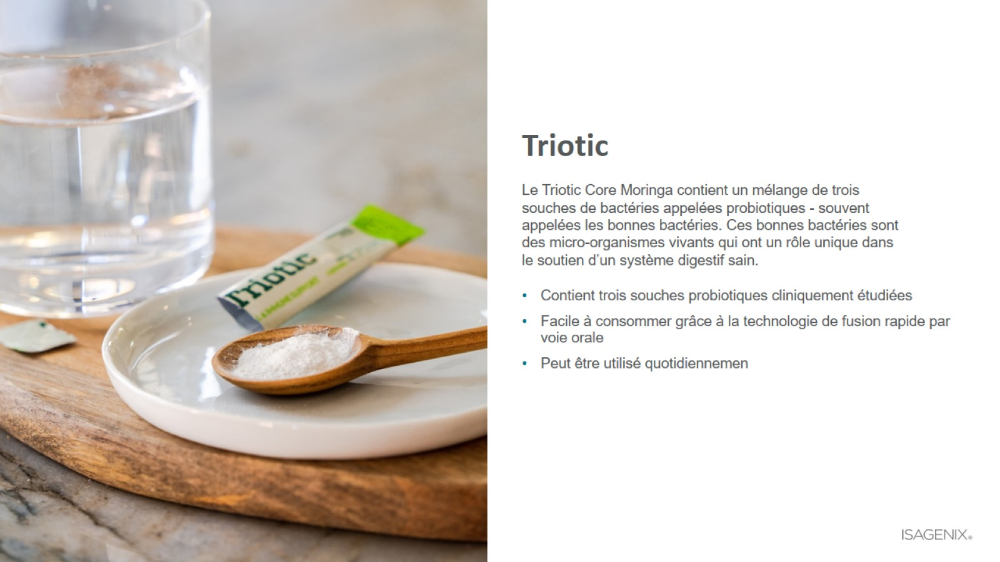 Triotic
Le Triotic Core Moringa contient un mélange de trois
souches de bactéries appelées probiotiques - souvent
appelées les bonnes bactéries. Ces bonnes bactéries sont
des micro-organismes vivants qui ont un rôle unique dans
le soutien d’un système digestif sain.
• Contient trois souches probiotiques cliniquement étudiées
• Facile à consommer grâce à la technologie de fusion rapide par
voie orale
• Peut être utilisé quotidiennemen
Triotic
ISAGENIX®